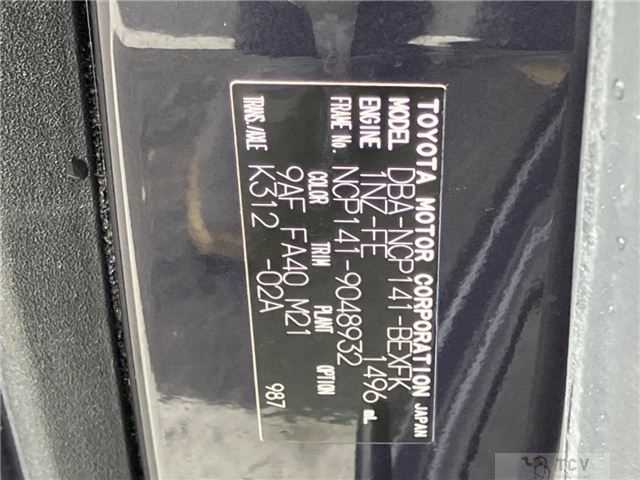 TOYOTA MOTOR CORPORATION JAPAN
MODEL DBA-NCP141-BEXFK
ENGINE 1NZ-FE 1496 mL
FRAME No. NCP141-9048932
COLOR TRIM PLANT OPTION
9AF FA40 M21
TRANS./AXLE K312 -02A 987
TCV